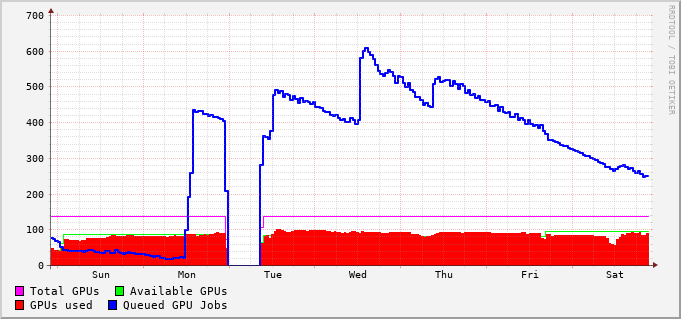 700
600
500
400
300
200
100
0
Sun Mon Tue Wed Thu Fri Sat
Total GPUs Available GPUs
GPUs used Queued GPU Jobs
RRDTOOL / TOBI OETIKER